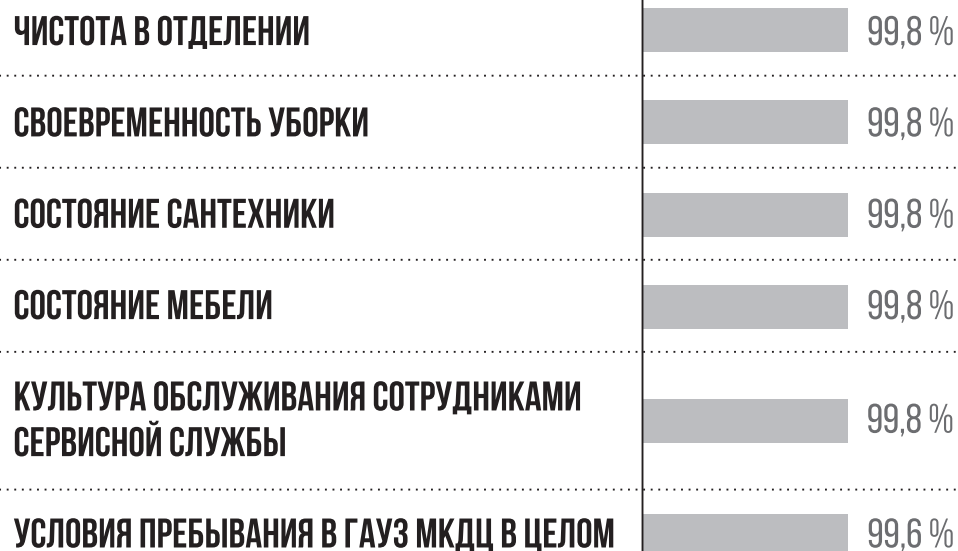 ЧИСТОТА В ОТДЕЛЕНИИ 99,8 %
СВОЕВРЕМЕННОСТЬ УБОРКИ 99,8 %
СОСТОЯНИЕ САНТЕХНИКИ 99,8 %
СОСТОЯНИЕ МЕБЕЛИ 99,8 %
КУЛЬТУРА ОБСЛУЖИВАНИЯ СОТРУДНИКАМИ
СЕРВИСНОЙ СЛУЖБЫ 99,8 %
УСЛОВИЯ ПРЕБЫВАНИЯ В ГАУЗ МКДЦ В ЦЕЛОМ 99,6 %